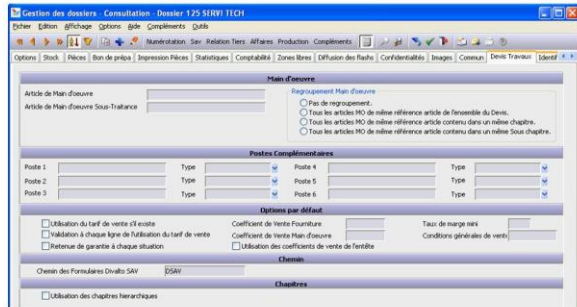 Gestion des dossiers - Consultation - Dossier 125 SERVI TECH
Fichier Edition Affichage Options Aide Compléments Outils
Numérotation Sav Relation Tiers Affaires Production Compléments
Options Stock Pièces Bon de prépa Impression Pièces Statistiques Comptabilité Zones libres Diffusion des flashs Confidentialités Images Commun Devis Travaux Identif
Main d'oeuvre
Article de Main d'oeuvre
Article de Main d'oeuvre Sous-Traitance
Regroupement Main d'oeuvre
Pas de regroupement.
Tous les articles MO de même référence article de l'ensemble du Devis.
Tous les articles MO de même référence article contenu dans un même chapitre.
Tous les articles MO de même référence article contenu dans un même Sous chapitre.
Postes Complémentaires
Poste 1 Type Poste 4 Type
Poste 2 Type Poste 5 Type
Poste 3 Type Poste 6 Type
Options par défaut
Utilisation du tarif de vente s'il existe Coefficient de Vente Fourniture Taux de marge mini
Validation à chaque ligne de l'utilisation du tarif de vente Coefficient de Vente Main d'oeuvre Conditions générales de vente
Retenue de garantie à chaque situation Utilisation des coefficients de vente de l'entête
Chemin
Chemin des Formulaires Divalto SAV DSAV
Chapitres
Utilisation des chapitres hierarchiques